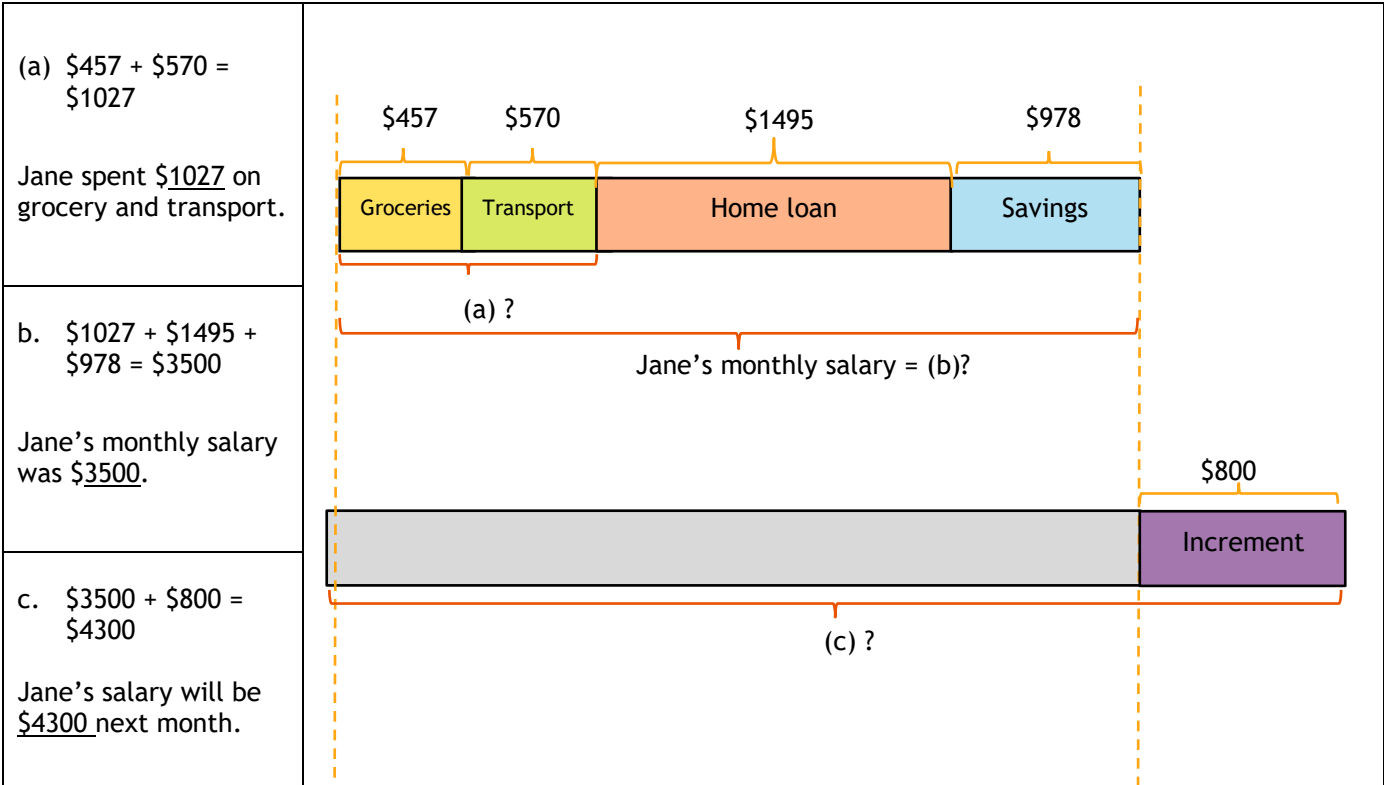 (a) $457 + $570 =
$1027
Jane spent $1027 on
grocery and transport.
b. $1027 + $1495 +
$978 = $3500
Jane’s monthly salary
was $3500.
c. $3500 + $800 =
$4300
Jane’s salary will be
$4300 next month.
$457 $570 $1495 $978
Groceries Transport Home loan Savings
(a) ?
Jane’s monthly salary = (b)?
$800
Increment
(c) ?